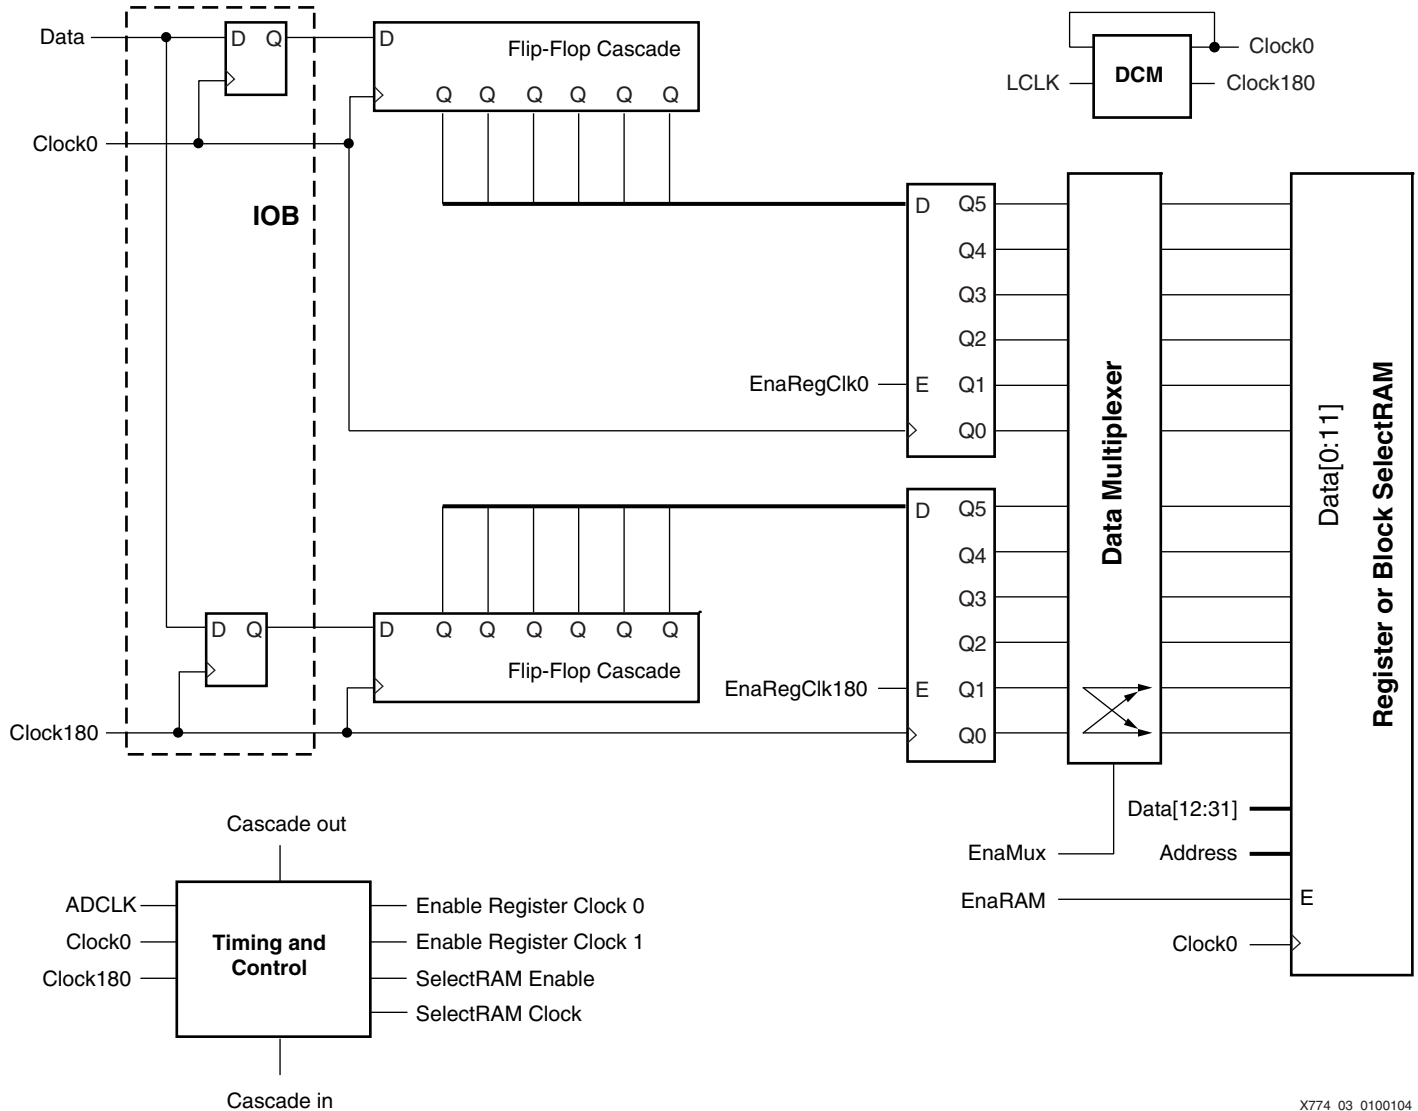 Data
D Q
D
Flip-Flop Cascade
Q Q Q Q Q Q
Clock0
IOB
DCM
LCLK
Clock0
Clock180
D Q5
Q4
Q3
Q2
EnaRegClk0
E Q1
Q0
D Q5
Q4
Q3
Q2
EnaRegClk180
E Q1
Q0
Data Multiplexer
Data[0:11]
Register or Block SelectRAM
D Q
D
Q Q Q Q Q Q
Flip-Flop Cascade
Clock180
Data[12:31]
EnaMux
Address
EnaRAM
E
Clock0
Cascade out
ADCLK
Clock0
Clock180
Timing and
Control
Enable Register Clock 0
Enable Register Clock 1
SelectRAM Enable
SelectRAM Clock
Cascade in
X774_03_0100104